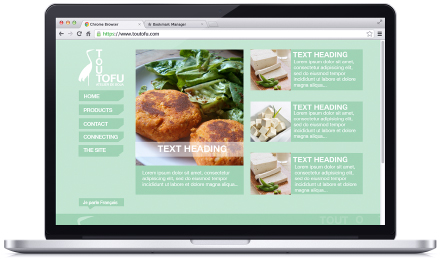 Chrome Browser
Bookmark Manager
https://www.toutofu.com
TOU
TOFU
HOME
PRODUCTS
CONTACT
CONNECTING
THE SITE
je parle français
TEXT HEADING
Lorem ipsum dolor sit amet, consectetur
adipisicing elit, sed do eiusmod tempor
incididunt ut labore et dolore magna aliqua...
TEXT HEADING
Lorem ipsum dolor sit amet,
consectetur adipisicing elit,
sed do eiusmod tempor
incididunt ut labore et
dolore magna aliqua...
TEXT HEADING
Lorem ipsum dolor sit amet,
consectetur adipisicing elit,
sed do eiusmod tempor
incididunt ut labore et
dolore magna aliqua...
TEXT HEADING
Lorem ipsum dolor sit amet,
consectetur adipisicing elit,
sed do eiusmod tempor
incididunt ut labore et
dolore magna aliqua...